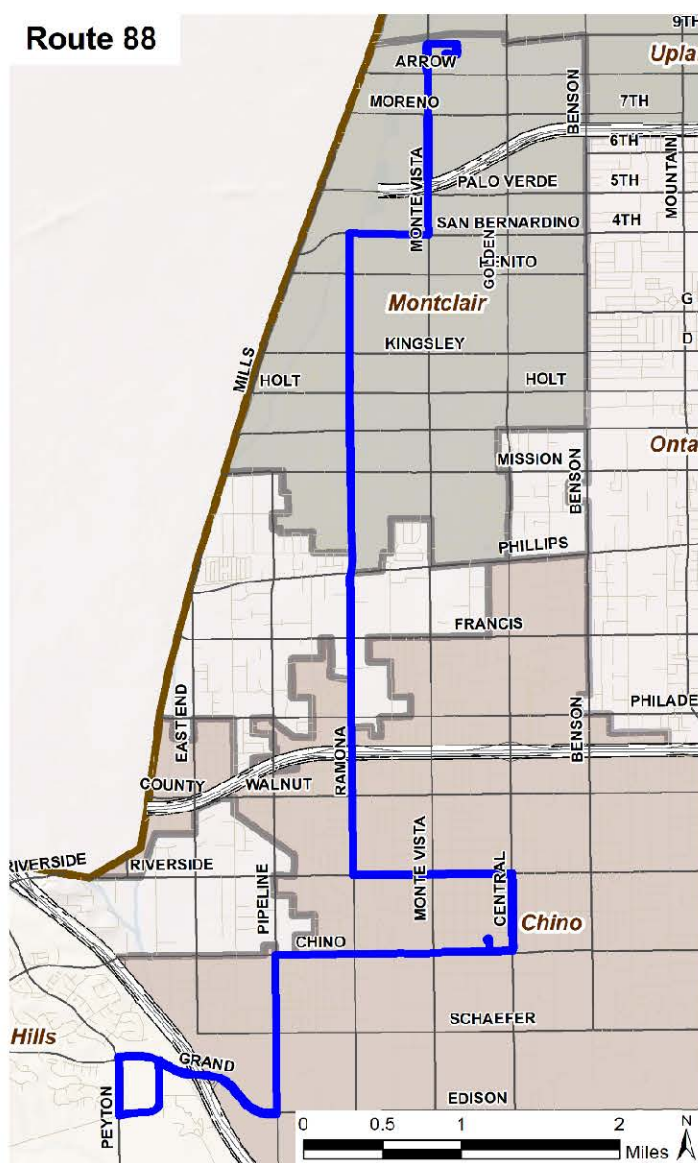 Route 88
9TH
Upla
ARROW
MORENO
BENSON
7TH
6TH
MOUNTAIN
PALO VERDE
5TH
MONTE VISTA
SAN BERNARDINO
4TH
GOLDEN
Montclair
G
KINGSLEY
D
MILLS
HOLT
HOLT
Onta
MISSION
BENSON
PHILLIPS
FRANCIS
EAST END
BENSON
PHILADE
RAMONA
COUNTY
WALNUT
RIVERSIDE
RIVERSIDE
MONTE VISTA
CENTRAL
PIPELINE
Chino
CHINO
SCHAEFER
Hills
GRAND
PEYTON
EDISON
0 0.5 1 2
Miles
N